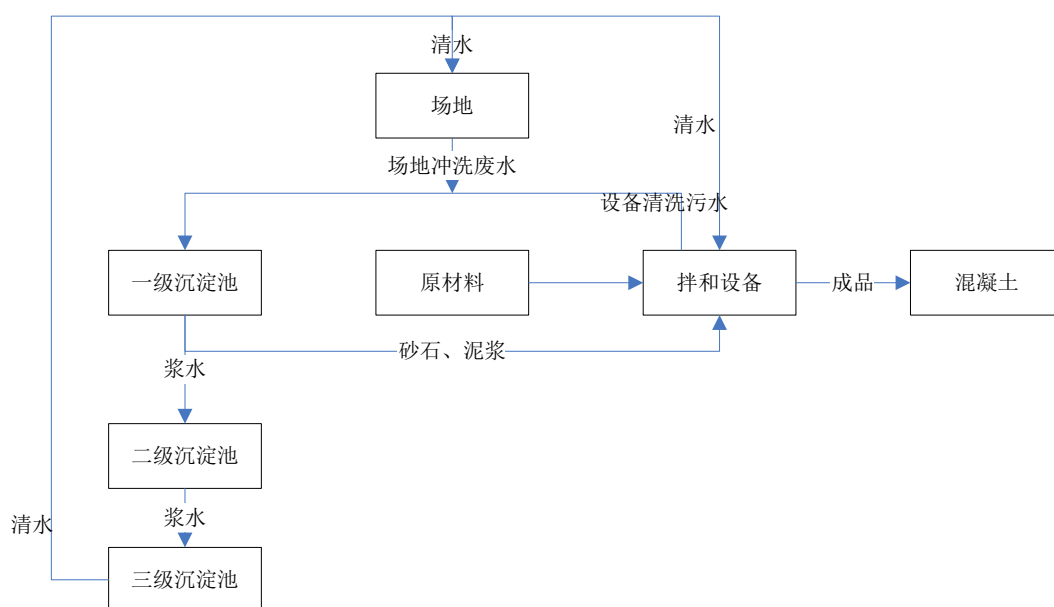 清水
场地
清水
场地冲洗废水
设备清洗污水
一级沉淀池
原材料
拌和设备
成品
混凝土
砂石、泥浆
浆水
二级沉淀池
浆水
清水
三级沉淀池